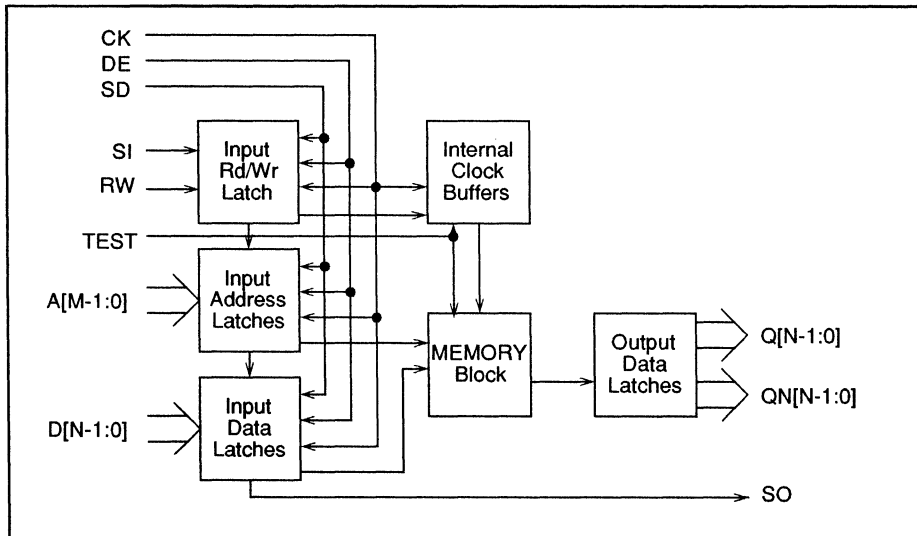 CK
DE
SD
SI
RW
TEST
A[M-1:0]
D[N-1:0]
Input
Rd/Wr
Latch
Internal
Clock
Buffers
Input
Address
Latches
MEMORY
Block
Output
Data
Latches
Q[N-1:0]
QN[N-1:0]
Input
Data
Latches
SO